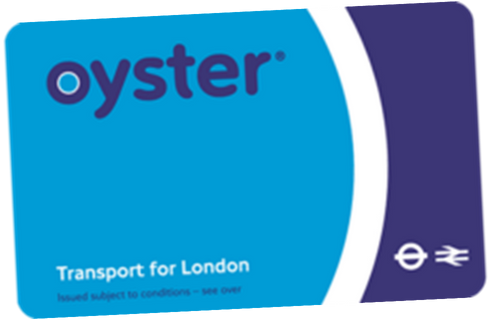 oyster®
Transport for London
Issued subject to conditions – see over